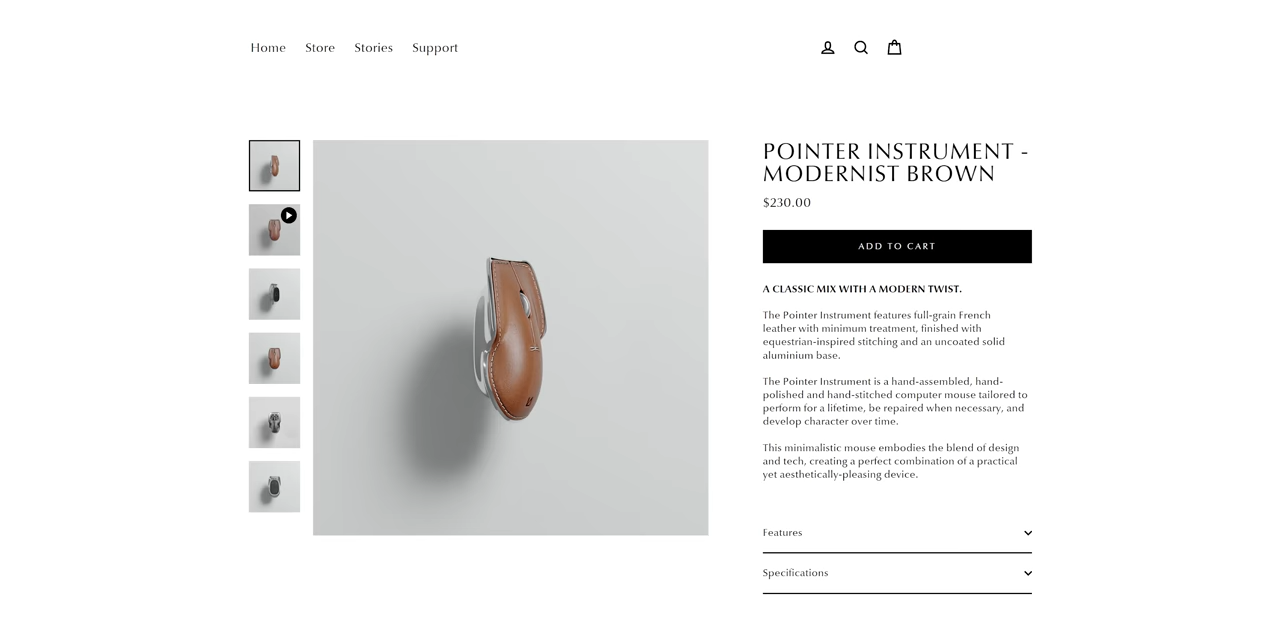 Home Store Stories Support
POINTER INSTRUMENT -
MODERNIST BROWN
$230.00
ADD TO CART
A CLASSIC MIX WITH A MODERN TWIST.
The Pointer Instrument features full-grain French
leather with minimum treatment, finished with
equestrian-inspired stitching and an uncoated solid
aluminium base.
The Pointer Instrument is a hand-assembled, hand-
polished and hand-stitched computer mouse tailored to
perform for a lifetime, be repaired when necessary, and
develop character over time.
This minimalistic mouse embodies the blend of design
and tech, creating a perfect combination of a practical
yet aesthetically-pleasing device.
Features
Specifications